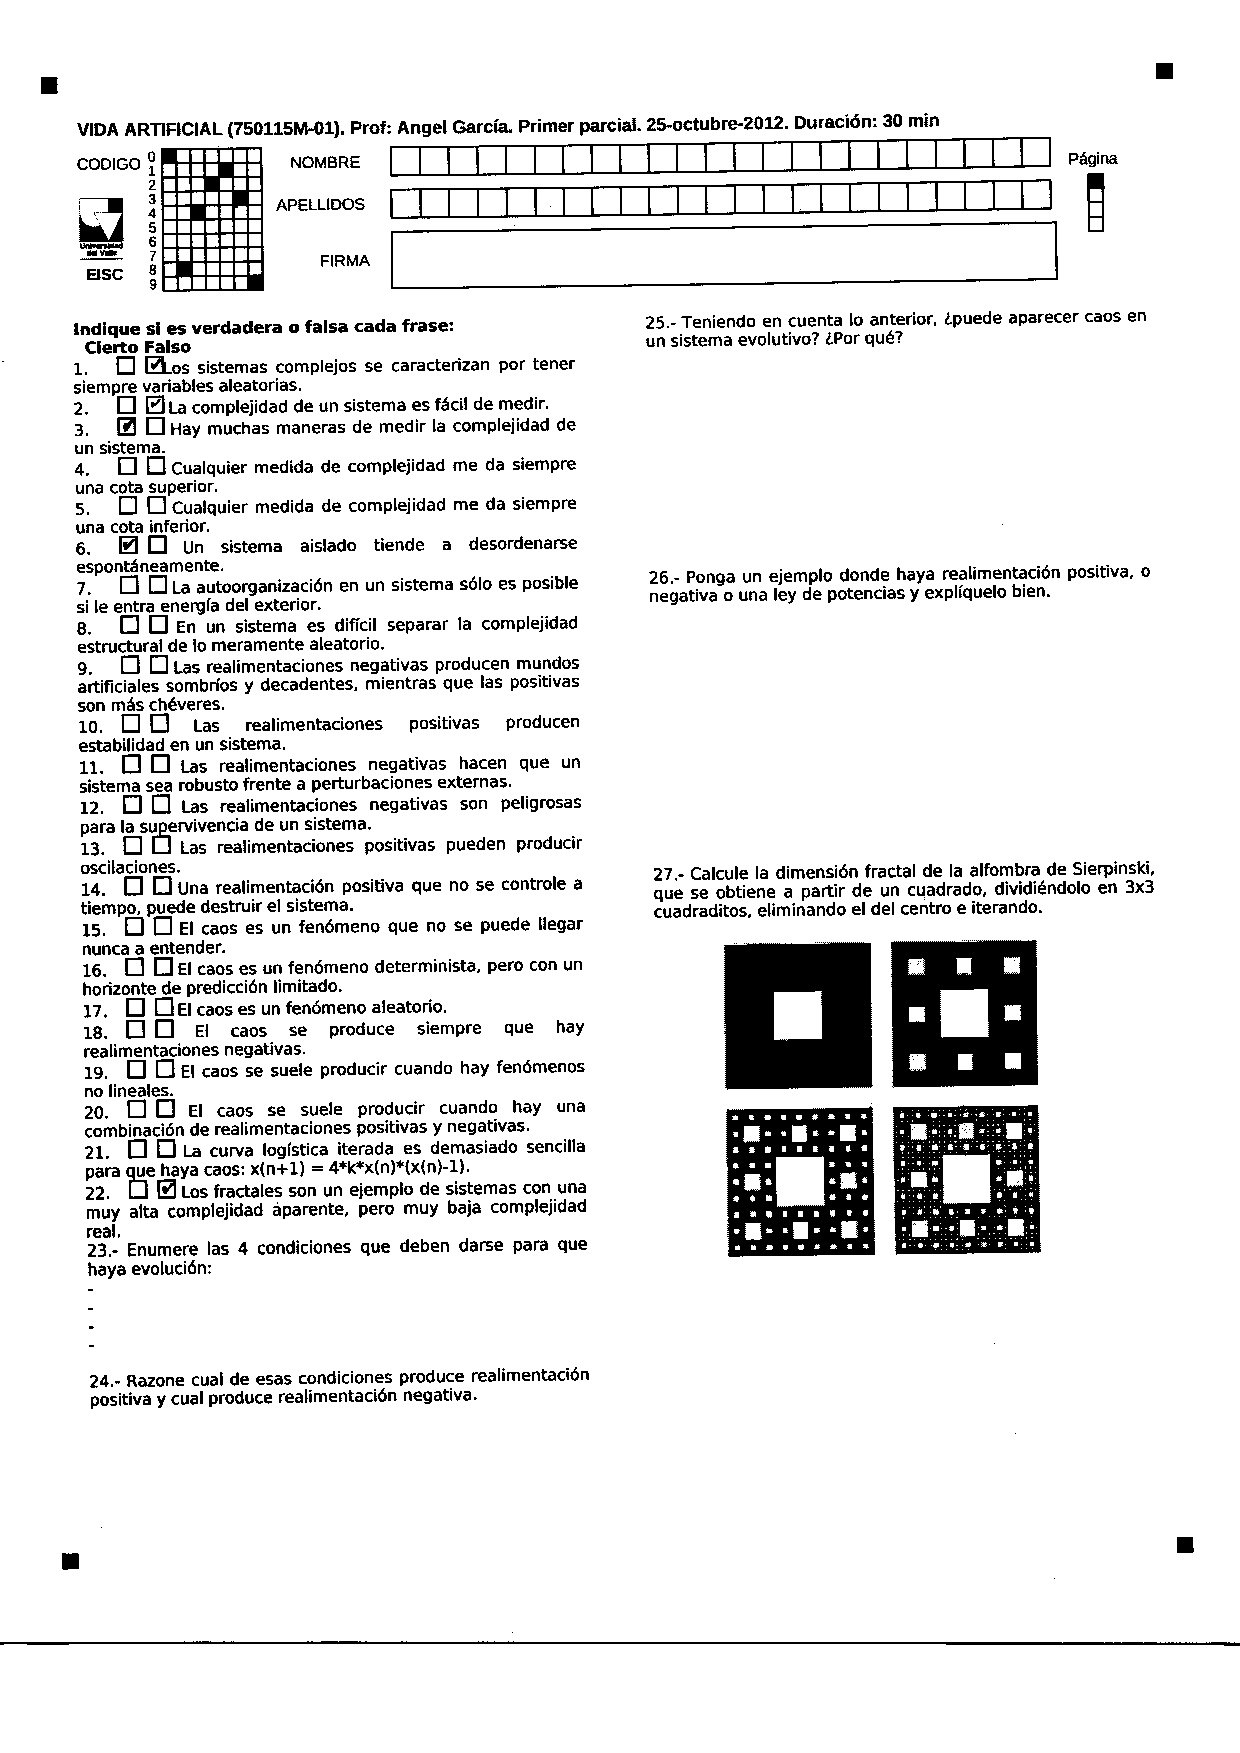 VIDA ARTIFICIAL (750115M-01). Prof: Angel García. Primer parcial. 25-octubre-2012. Duración: 30 min
CODIGO
0
1
2
3
4
5
6
7
8
9
NOMBRE
Página
APELLIDOS
Universidad
del Valle
EISC
FIRMA
Indique si es verdadera o falsa cada frase:
Cierto Falso
1. ☐ ☑Los sistemas complejos se caracterizan por tener
siempre variables aleatorias.
2. ☐ ☑La complejidad de un sistema es fácil de medir.
3. ☑ ☐ Hay muchas maneras de medir la complejidad de
un sistema.
4. ☐ ☐ Cualquier medida de complejidad me da siempre
una cota superior.
5. ☐ ☐ Cualquier medida de complejidad me da siempre
una cota inferior.
6. ☑ ☐ Un sistema aislado tiende a desordenarse
espontáneamente.
7. ☐ ☐ La autoorganización en un sistema sólo es posible
si le entra energía del exterior.
8. ☐ ☐ En un sistema es difícil separar la complejidad
estructural de lo meramente aleatorio.
9. ☐ ☐ Las realimentaciones negativas producen mundos
artificiales sombríos y decadentes, mientras que las positivas
son más chéveres.
10. ☐ ☐ Las realimentaciones positivas producen
estabilidad en un sistema.
11. ☐ ☐ Las realimentaciones negativas hacen que un
sistema sea robusto frente a perturbaciones externas.
12. ☐ ☐ Las realimentaciones negativas son peligrosas
para la supervivencia de un sistema.
13. ☐ ☐ Las realimentaciones positivas pueden producir
oscilaciones.
14. ☐ ☐ Una realimentación positiva que no se controle a
tiempo, puede destruir el sistema.
15. ☐ ☐ El caos es un fenómeno que no se puede llegar
nunca a entender.
16. ☐ ☐ El caos es un fenómeno determinista, pero con un
horizonte de predicción limitado.
17. ☐ ☐ El caos es un fenómeno aleatorio.
18. ☐ ☐ El caos se produce siempre que hay
realimentaciones negativas.
19. ☐ ☐ El caos se suele producir cuando hay fenómenos
no lineales.
20. ☐ ☐ El caos se suele producir cuando hay una
combinación de realimentaciones positivas y negativas.
21. ☐ ☐ La curva logística iterada es demasiado sencilla
para que haya caos: x(n+1) = 4*k*x(n)*(x(n)-1).
22. ☐ ☑ Los fractales son un ejemplo de sistemas con una
muy alta complejidad aparente, pero muy baja complejidad
real.
23.- Enumere las 4 condiciones que deben darse para que
haya evolución:
-
-
-
-
24.- Razone cual de esas condiciones produce realimentación
positiva y cual produce realimentación negativa.
25.- Teniendo en cuenta lo anterior, ¿puede aparecer caos en
un sistema evolutivo? ¿Por qué?
26.- Ponga un ejemplo donde haya realimentación positiva, o
negativa o una ley de potencias y explíquelo bien.
27.- Calcule la dimensión fractal de la alfombra de Sierpinski,
que se obtiene a partir de un cuadrado, dividiéndolo en 3x3
cuadraditos, eliminando el del centro e iterando.